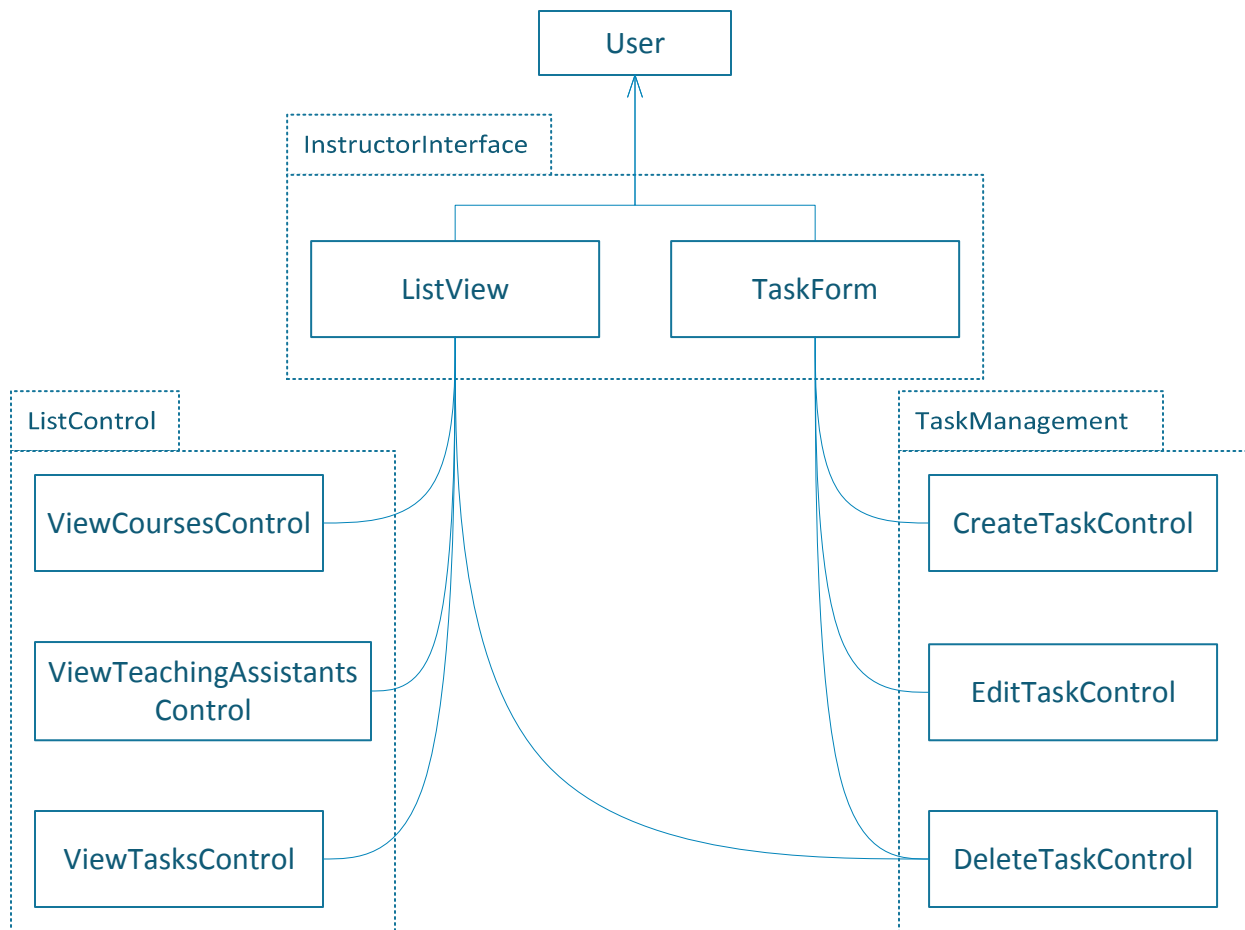 User
InstructorInterface
ListView
TaskForm
ListControl
TaskManagement
ViewCoursesControl
CreateTaskControl
ViewTeachingAssistants
Control
EditTaskControl
ViewTasksControl
DeleteTaskControl